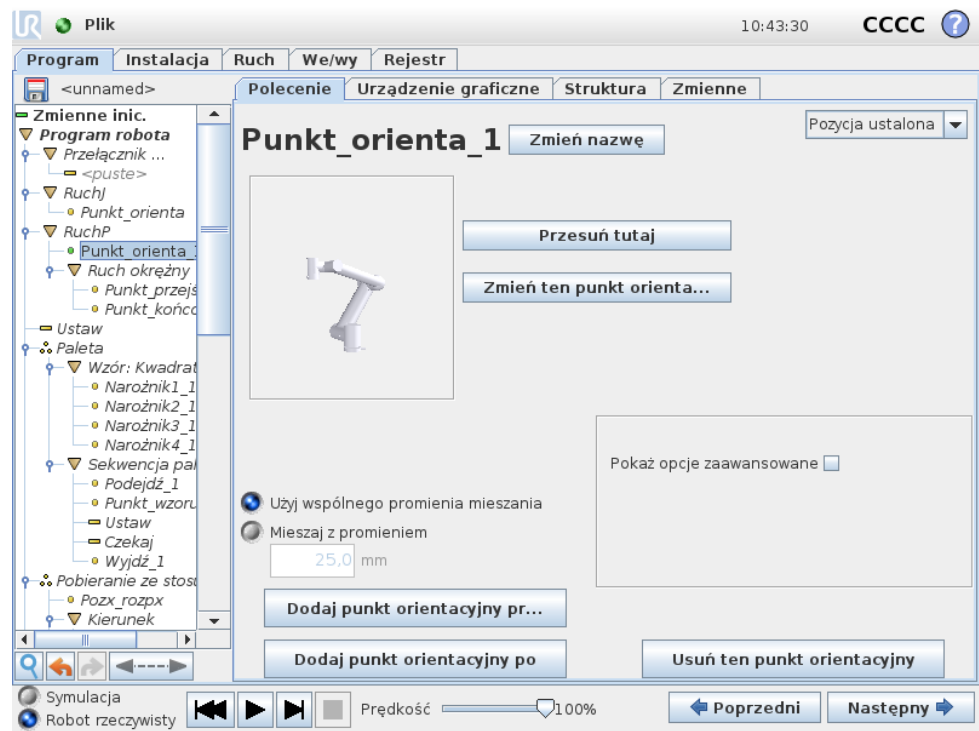 UR Plik 10:43:30 CCCC ?
Program Instalacja Ruch We/wy Rejestr
<unnamed>
Polecenie Urządzenie graficzne Struktura Zmienne
Zmienne inic.
Program robota
Przełącznik ...
<puste>
RuchJ
Punkt_orienta
RuchP
Punkt_orienta_
Ruch okrężny
Punkt_przejś
Punkt_końco
Ustaw
Paleta
Wzór: Kwadrat
Narożnik1_1
Narożnik2_1
Narożnik3_1
Narożnik4_1
Sekwencja pal
Podejdź_1
Punkt_wzoru
Ustaw
Czekaj
Wyjdź_1
Pobieranie ze stosu
Pozx_rozpx
Kierunek
Punkt_orienta_1 Zmień nazwę
Pozycja ustalona
Przesuń tutaj
Zmień ten punkt orienta...
Pokaż opcje zaawansowane
Użyj wspólnego promienia mieszania
Mieszaj z promieniem
25,0 mm
Dodaj punkt orientacyjny pr...
Dodaj punkt orientacyjny po
Usuń ten punkt orientacyjny
Symulacja
Robot rzeczywisty
Prędkość 100%
Poprzedni Następny